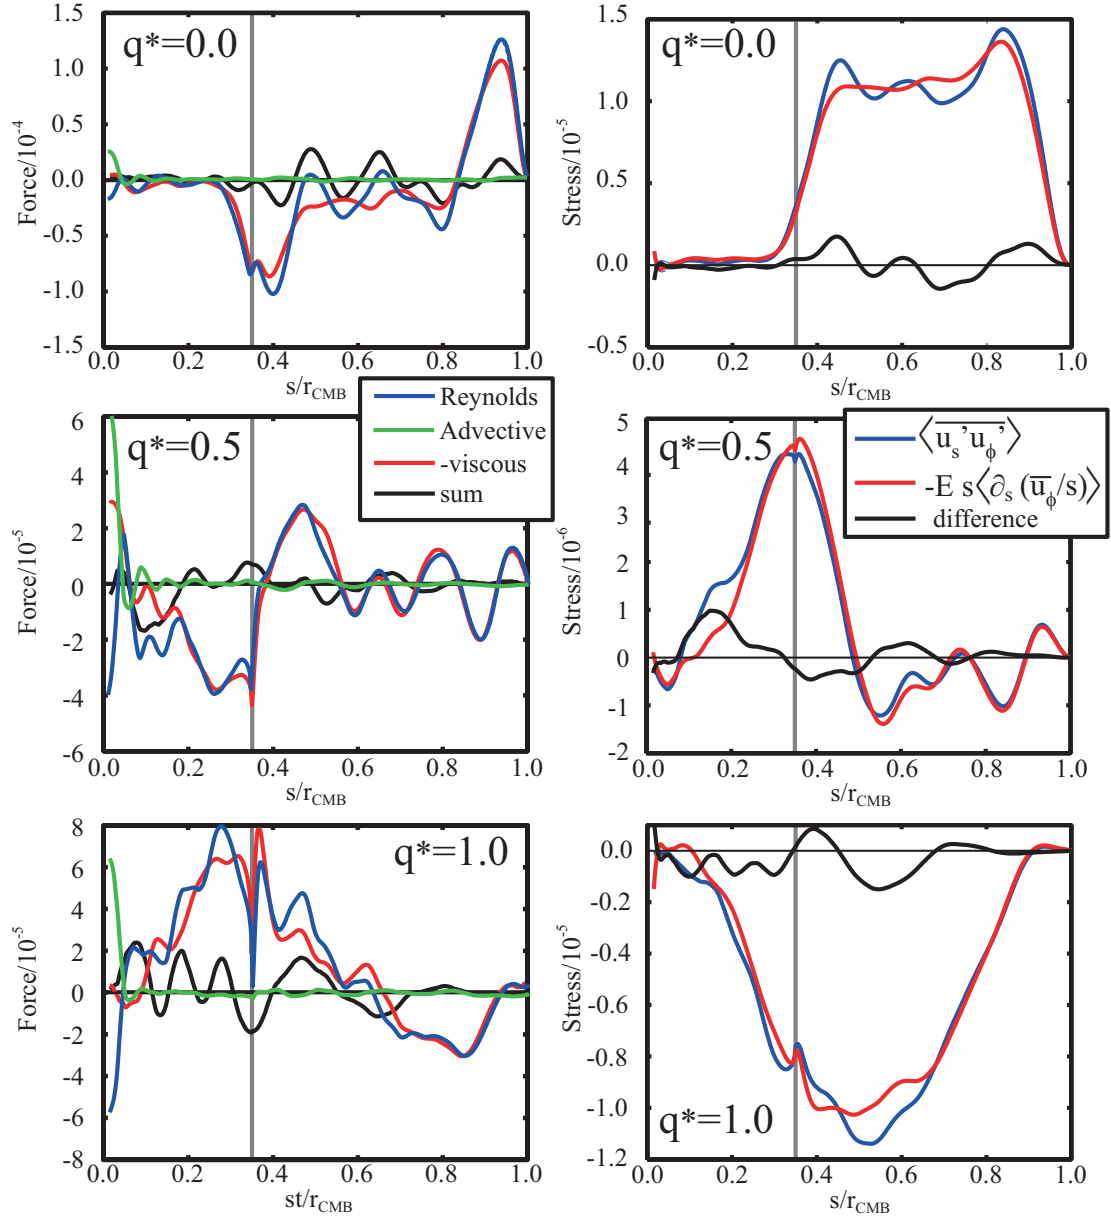 q*=0.0
Force/10⁻⁴
1.5
1.0
0.5
0.0
-0.5
-1.0
-1.5
0.0 0.2 0.4 0.6 0.8 1.0
s/r_CMB
q*=0.0
Stress/10⁻⁵
1.5
1.0
0.5
0.0
-0.5
0.0 0.2 0.4 0.6 0.8 1.0
s/r_CMB
Reynolds
Advective
-viscous
sum
q*=0.5
Force/10⁻⁵
6
4
2
0
-2
-4
-6
0.0 0.2 0.4 0.6 0.8 1.0
s/r_CMB
⟨u_s'u_ϕ'⟩
-E s⟨∂_s (u̅_ϕ/s)⟩
difference
q*=0.5
Stress/10⁻⁶
5
4
3
2
1
0
-1
-2
0.0 0.2 0.4 0.6 0.8 1.0
s/r_CMB
q*=1.0
Force/10⁻⁵
8
6
4
2
0
-2
-4
-6
-8
0.0 0.2 0.4 0.6 0.8 1.0
st/r_CMB
q*=1.0
Stress/10⁻⁵
0.0
-0.2
-0.4
-0.6
-0.8
-1.0
-1.2
0.0 0.2 0.4 0.6 0.8 1.0
s/r_CMB